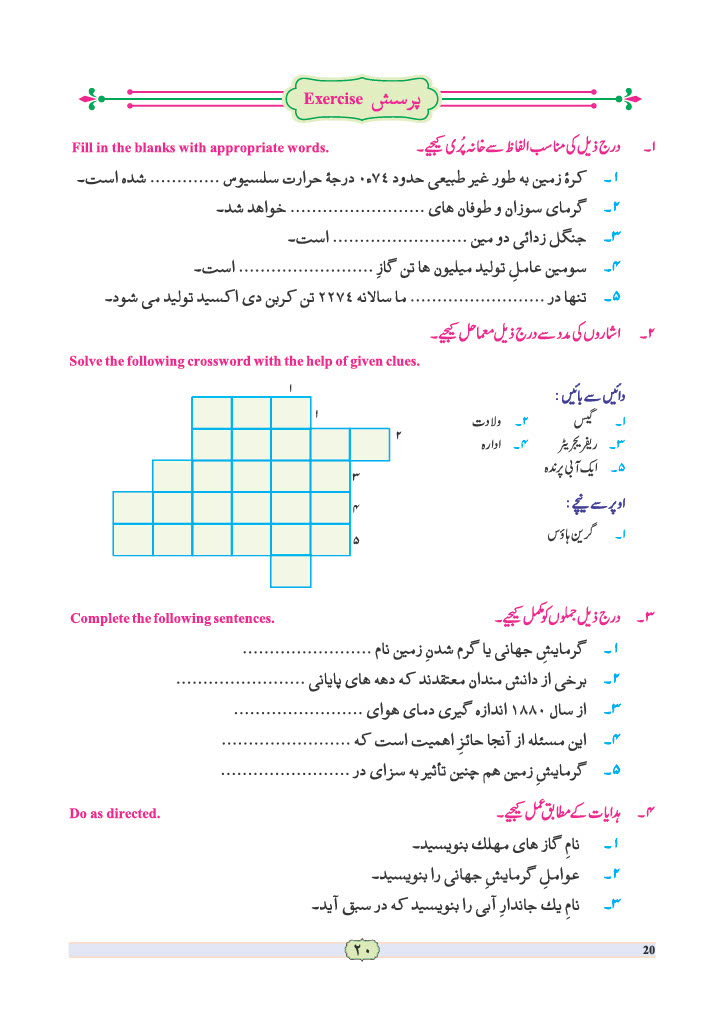 Exercise پرسش
۱۔ درج ذیل کی مناسب الفاظ سے خانہ پُری کیجیے۔ Fill in the blanks with appropriate words.
۱۔ کرۂ زمین به طور غیر طبیعی حدود ۰٫۷۴ درجۀ حرارت سلسیوس ............. شده است۔
۲۔ گرمای سوزان و طوفان های ......................... خواهد شد۔
۳۔ جنگل زدائی دو مین ......................... است۔
۴۔ سومین عاملِ تولید میلیون ها تن گازِ ......................... است۔
۵۔ تنها در ......................... ما سالانه ۲۲۷۴ تن کربن دی اکسید تولید می شود۔
۲۔ اشاروں کی مدد سے درج ذیل معما حل کیجیے۔
Solve the following crossword with the help of given clues.
دائیں سے بائیں :
۱۔ گیس ۲۔ ولادت
۳۔ ریفریجریٹر ۴۔ ادارہ
۵۔ ایک آبی پرندہ
اوپر سے نیچے :
۱۔ گرین ہاؤس
۱
۱
۲
۳
۴
۵
۳۔ درج ذیل جملوں کو مکمل کیجیے۔ Complete the following sentences.
۱۔ گرمایشِ جهانی یا گرم شدنِ زمین نام ........................
۲۔ برخی از دانش مندان معتقدند که دهه های پایانی ........................
۳۔ از سال ۱۸۸۰ اندازه گیری دمای هوای ........................
۴۔ این مسئله از آنجا حائزِ اهمیت است که ........................
۵۔ گرمایشِ زمین هم چنین تأثیر به سزای در ........................
۴۔ ہدایات کے مطابق عمل کیجیے۔ Do as directed.
۱۔ نامِ گاز های مهلك بنویسید۔
۲۔ عواملِ گرمایشِ جهانی را بنویسید۔
۳۔ نامِ یك جاندارِ آبی را بنویسید که در سبق آید۔
۲۰
20